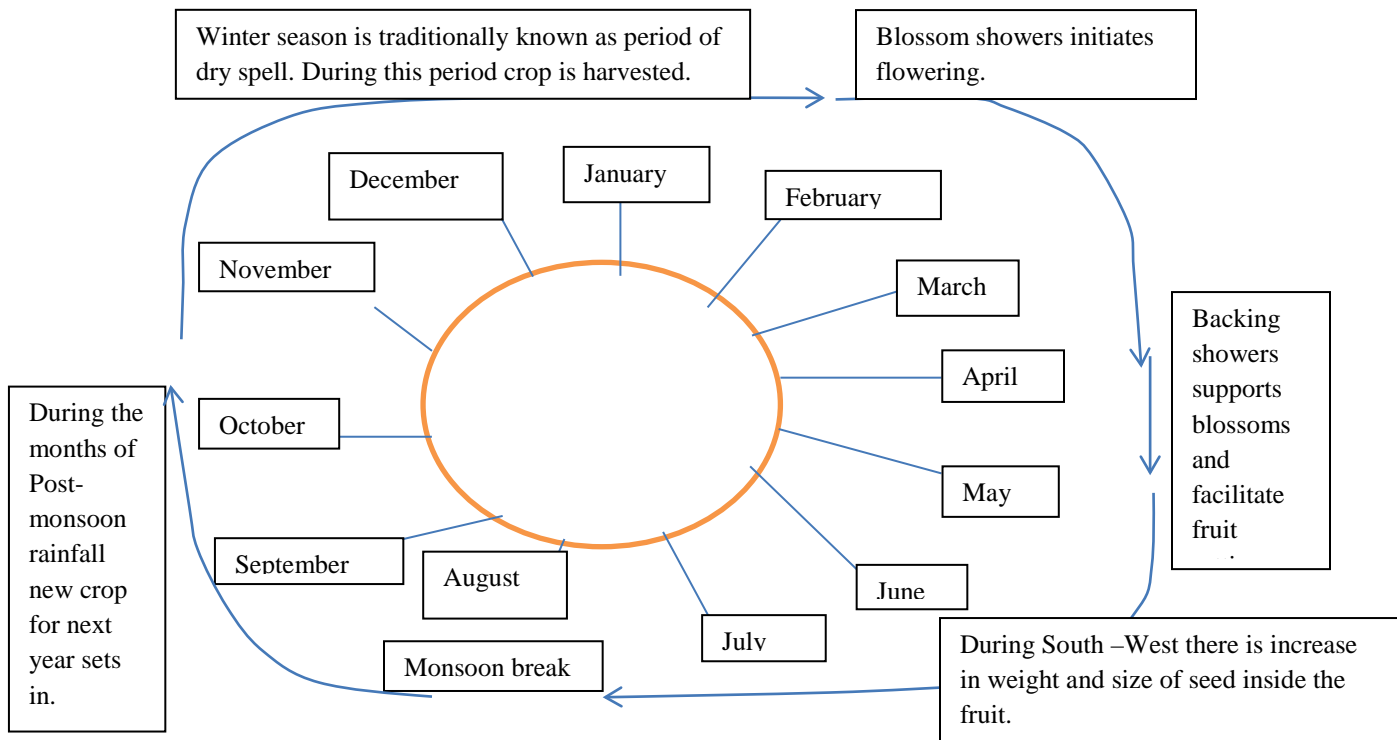 Winter season is traditionally known as period of
dry spell. During this period crop is harvested.
Blossom showers initiates
flowering.
December
January
February
November
March
Backing
showers
supports
blossoms
and
facilitate
fruit
April
During the
months of
Post-
monsoon
rainfall
new crop
for next
year sets
in.
October
May
September
August
June
July
Monsoon break
During South –West there is increase
in weight and size of seed inside the
fruit.